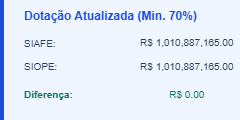 Dotação Atualizada (Min. 70%)
SIAFE: R$ 1,010,887,165.00
SIOPE: R$ 1,010,887,165.00
Diferença: R$ 0.00